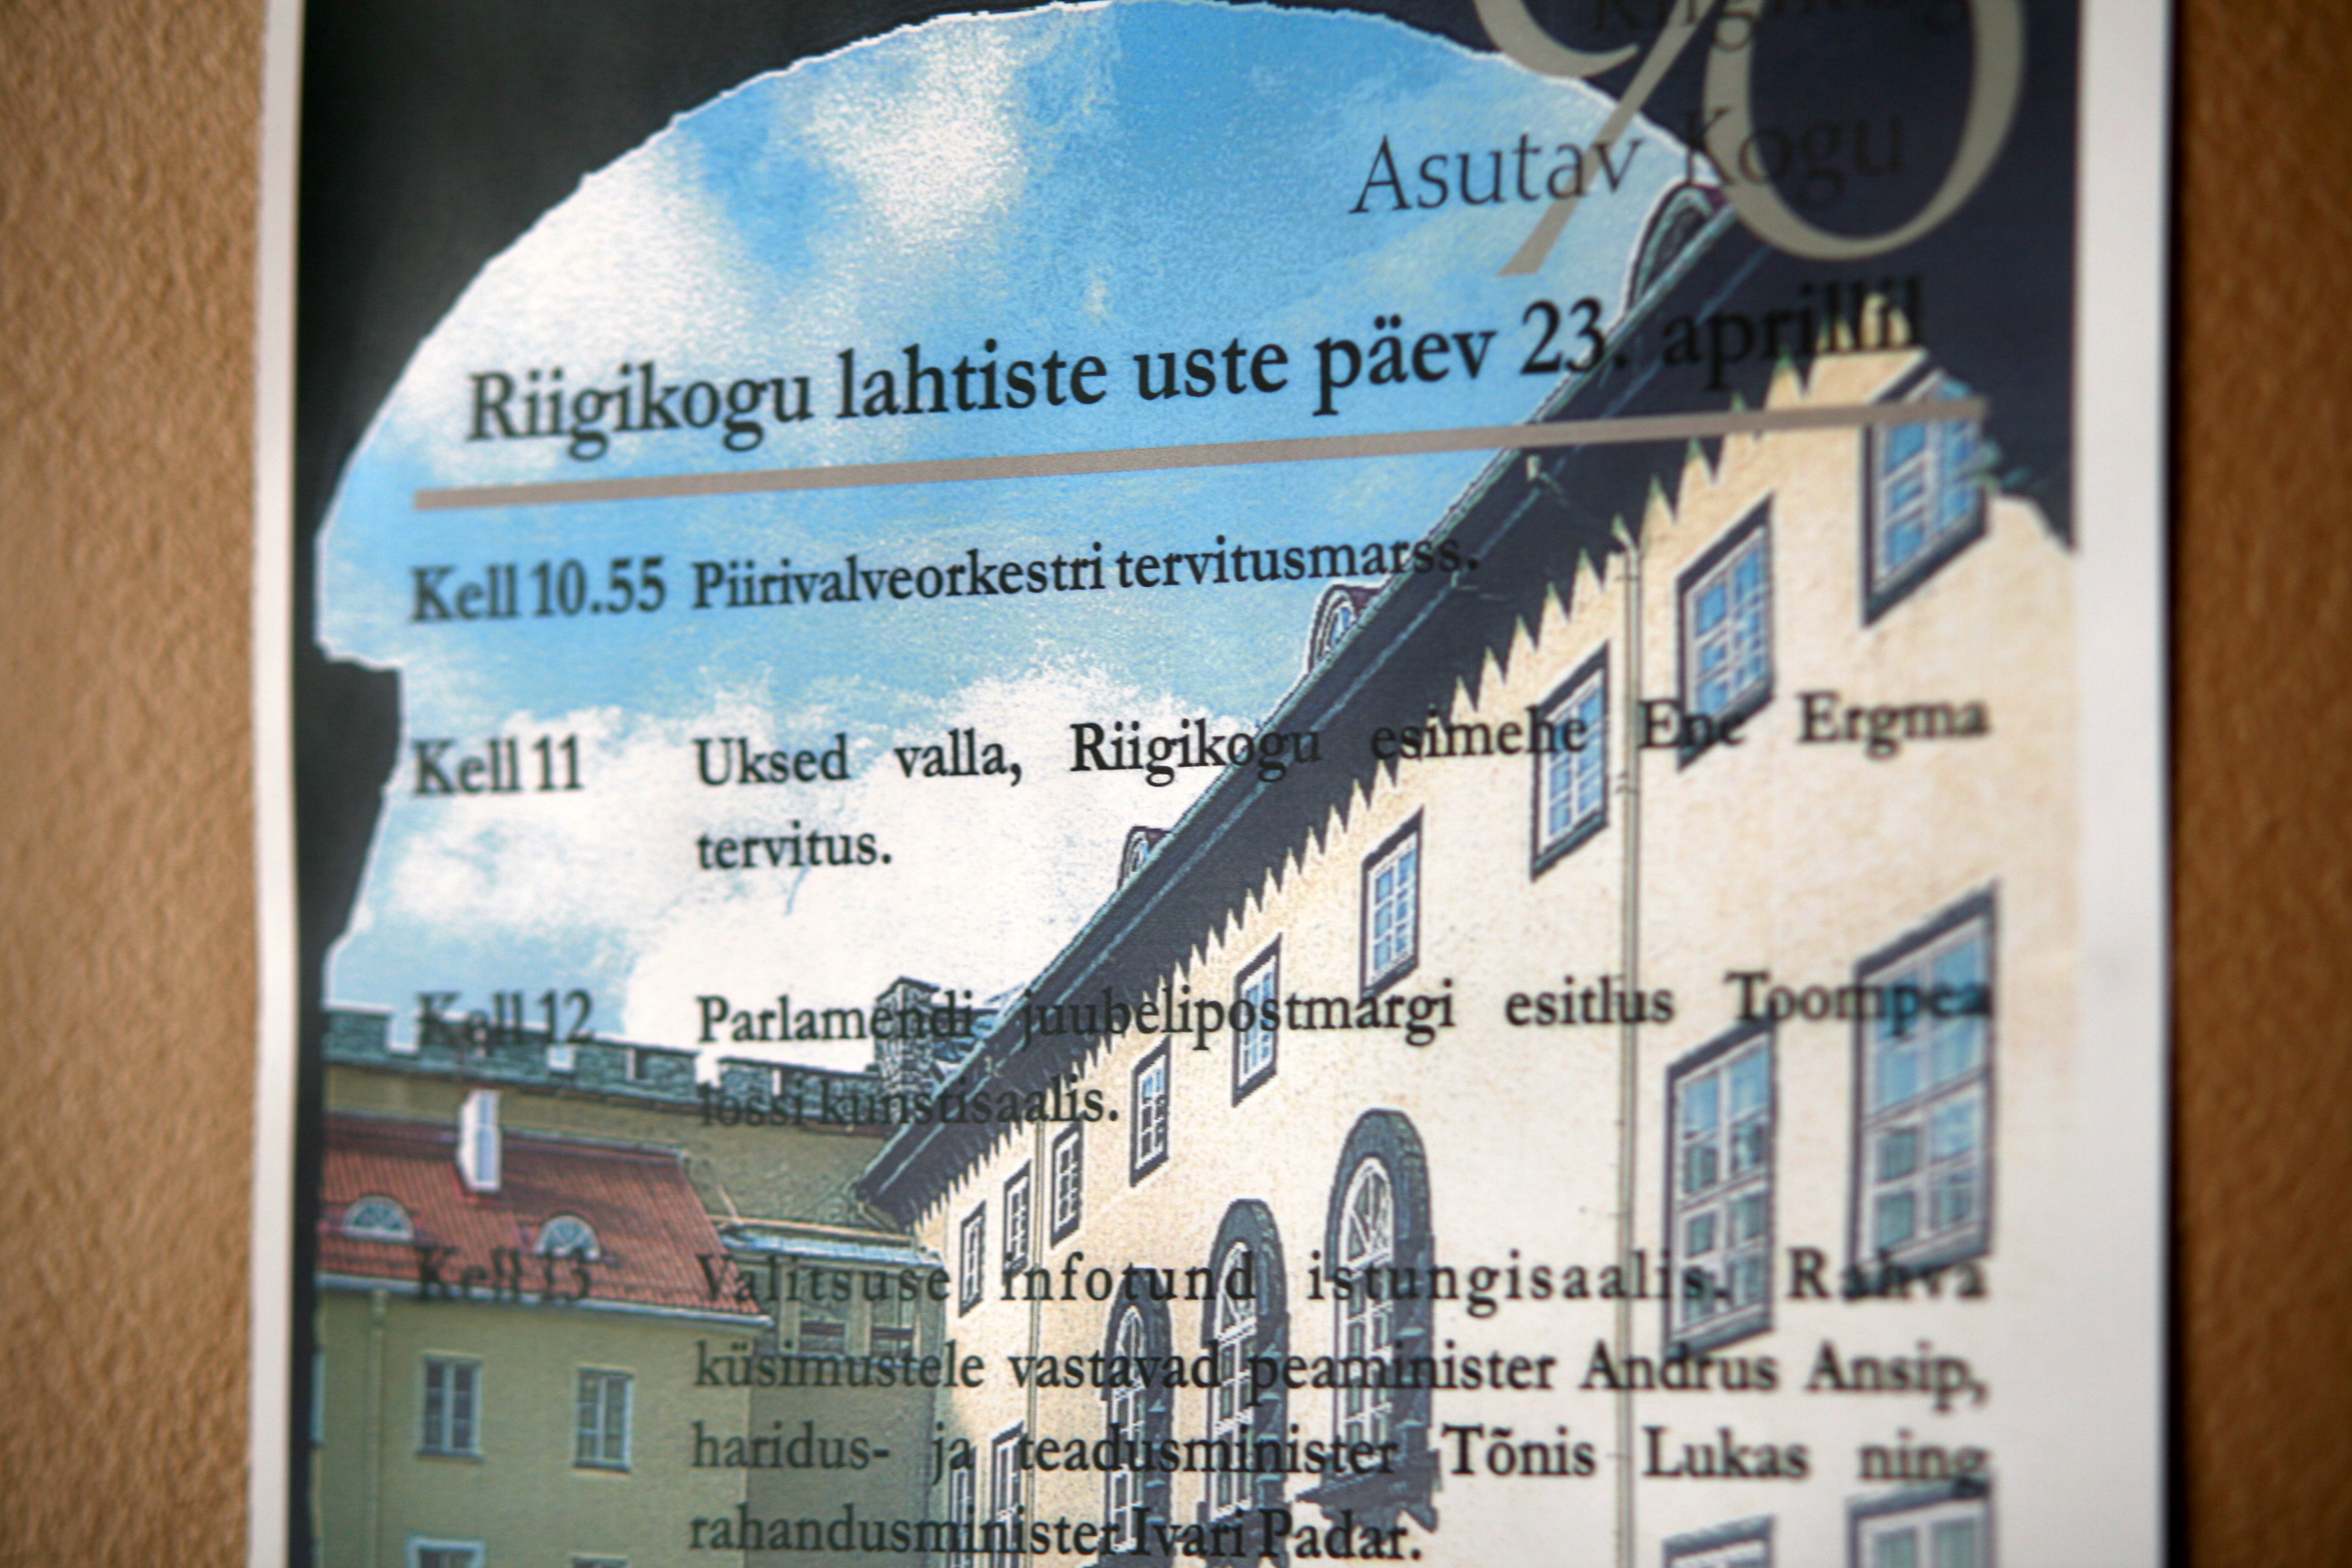 Riigikogu
90
Asutav Kogu
Riigikogu lahtiste uste päev 23. aprillil
Kell 10.55 Piirivalveorkestri tervitusmarss.
Kell 11 Uksed valla, Riigikogu esimehe Ene Ergma
tervitus.
Kell 12 Parlamendi juubelipostmargi esitlus Toompea
lossi kunstisaalis.
Kell 13 Valitsuse infotund istungisaalis. Rahva
küsimustele vastavad peaminister Andrus Ansip,
haridus- ja teadusminister Tõnis Lukas ning
rahandusminister Ivari Padar.